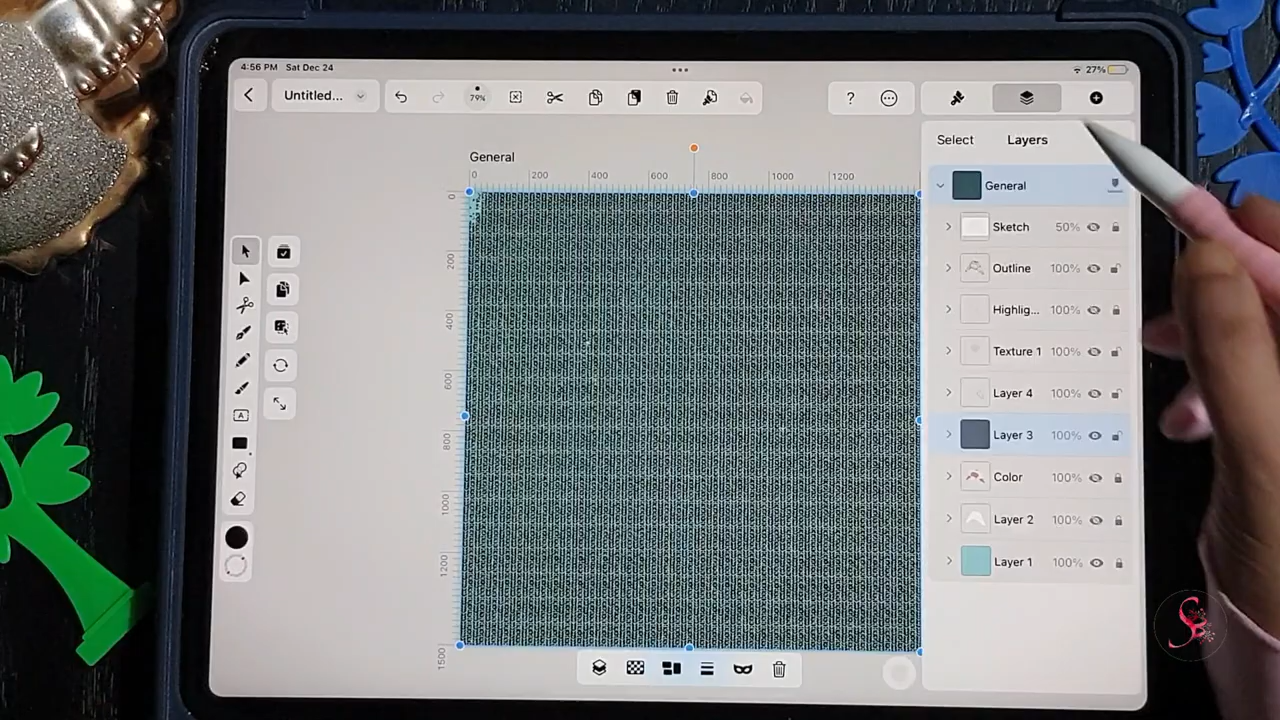 4:56 PM Sat Dec 24
27%
Untitled...
79%
?
Select
Layers
General
0
200
400
600
800
1000
1200
0
200
400
600
800
1000
1200
1500
A
General
Sketch 50%
Outline 100%
Highlig... 100%
Texture 1 100%
Layer 4 100%
Layer 3 100%
Color 100%
Layer 2 100%
Layer 1 100%